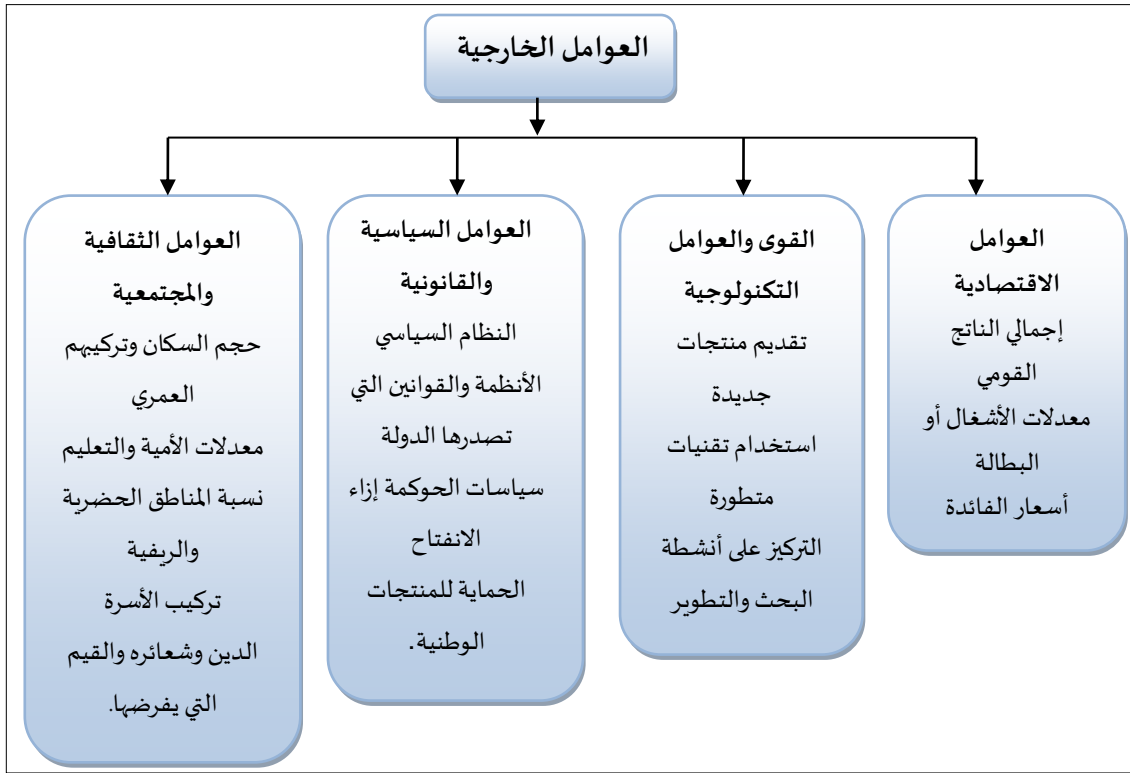 العوامل الخارجية
العوامل
الاقتصادية
إجمالي الناتج
القومي
معدلات الأشغال أو
البطالة
أسعار الفائدة
القوى والعوامل
التكنولوجية
تقديم منتجات
جديدة
استخدام تقنيات
متطورة
التركيز على أنشطة
البحث والتطوير
العوامل السياسية
والقانونية
النظام السياسي
الأنظمة والقوانين التي
تصدرها الدولة
سياسات الحوكمة إزاء
الانفتاح
الحماية للمنتجات
الوطنية.
العوامل الثقافية
والمجتمعية
حجم السكان وتركيبهم
العمري
معدلات الأمية والتعليم
نسبة المناطق الحضرية
والريفية
تركيب الأسرة
الدين وشعائره والقيم
التي يفرضها.